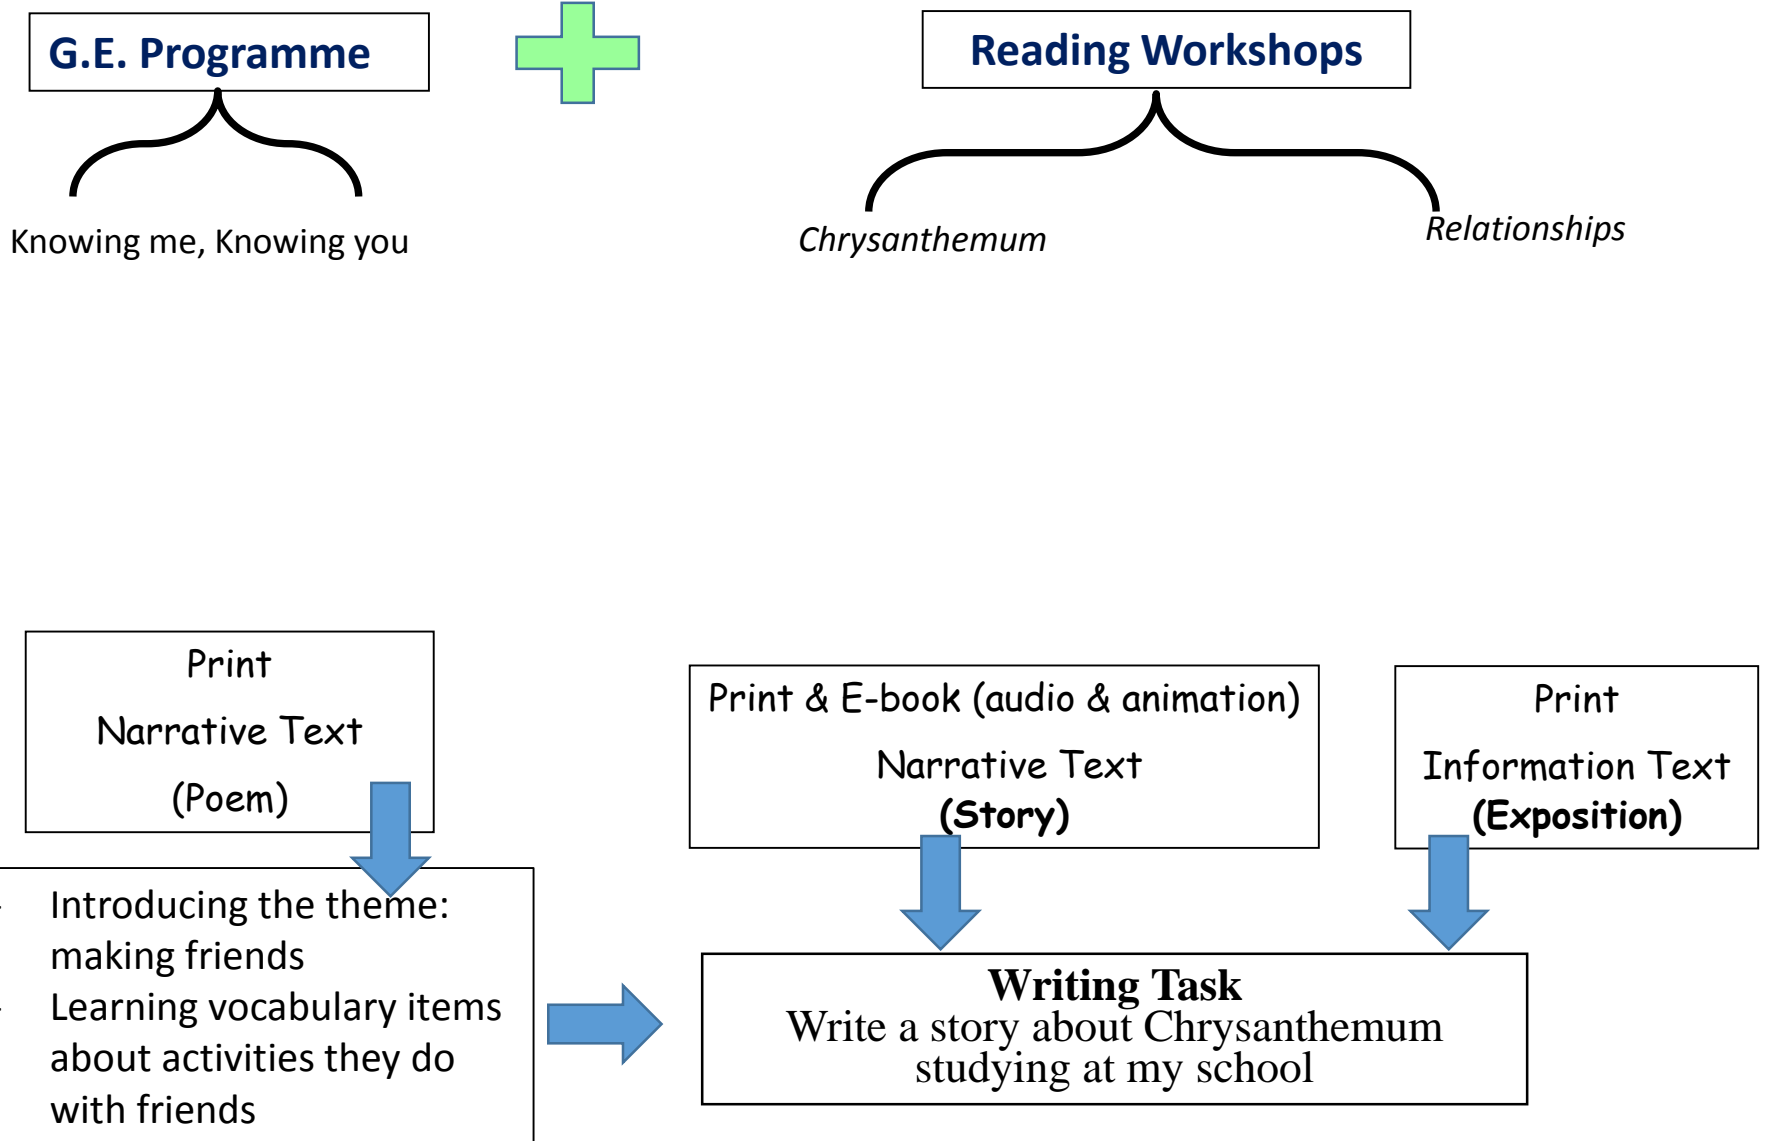 G.E. Programme
Reading Workshops
Knowing me, Knowing you
Chrysanthemum
Relationships
Print
Narrative Text
(Poem)
Print & E-book (audio & animation)
Narrative Text
(Story)
Print
Information Text
(Exposition)
- Introducing the theme:
making friends
- Learning vocabulary items
about activities they do
with friends
Writing Task
Write a story about Chrysanthemum
studying at my school